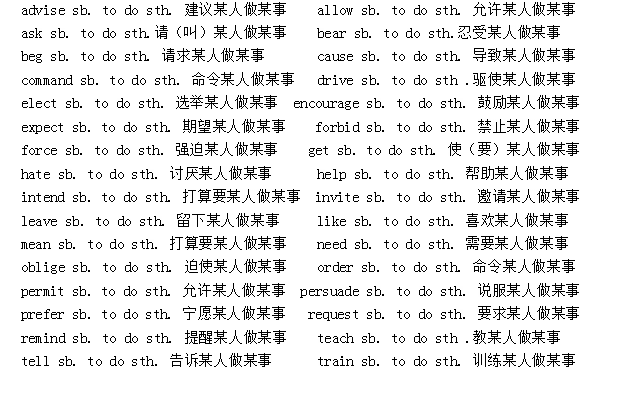 advise sb. to do sth. 建议某人做某事 allow sb. to do sth. 允许某人做某事
ask sb. to do sth.请（叫）某人做某事 bear sb. to do sth.忍受某人做某事
beg sb. to do sth. 请求某人做某事 cause sb. to do sth. 导致某人做某事
command sb. to do sth. 命令某人做某事 drive sb. to do sth .驱使某人做某事
elect sb. to do sth. 选举某人做某事 encourage sb. to do sth. 鼓励某人做某事
expect sb. to do sth. 期望某人做某事 forbid sb. to do sth. 禁止某人做某事
force sb. to do sth. 强迫某人做某事 get sb. to do sth. 使（要）某人做某事
hate sb. to do sth. 讨厌某人做某事 help sb. to do sth. 帮助某人做某事
intend sb. to do sth. 打算要某人做某事 invite sb. to do sth. 邀请某人做某事
leave sb. to do sth. 留下某人做某事 like sb. to do sth. 喜欢某人做某事
mean sb. to do sth. 打算要某人做某事 need sb. to do sth. 需要某人做某事
oblige sb. to do sth. 迫使某人做某事 order sb. to do sth. 命令某人做某事
permit sb. to do sth. 允许某人做某事 persuade sb. to do sth. 说服某人做某事
prefer sb. to do sth. 宁愿某人做某事 request sb. to do sth. 要求某人做某事
remind sb. to do sth. 提醒某人做某事 teach sb. to do sth .教某人做某事
tell sb. to do sth. 告诉某人做某事 train sb. to do sth. 训练某人做某事